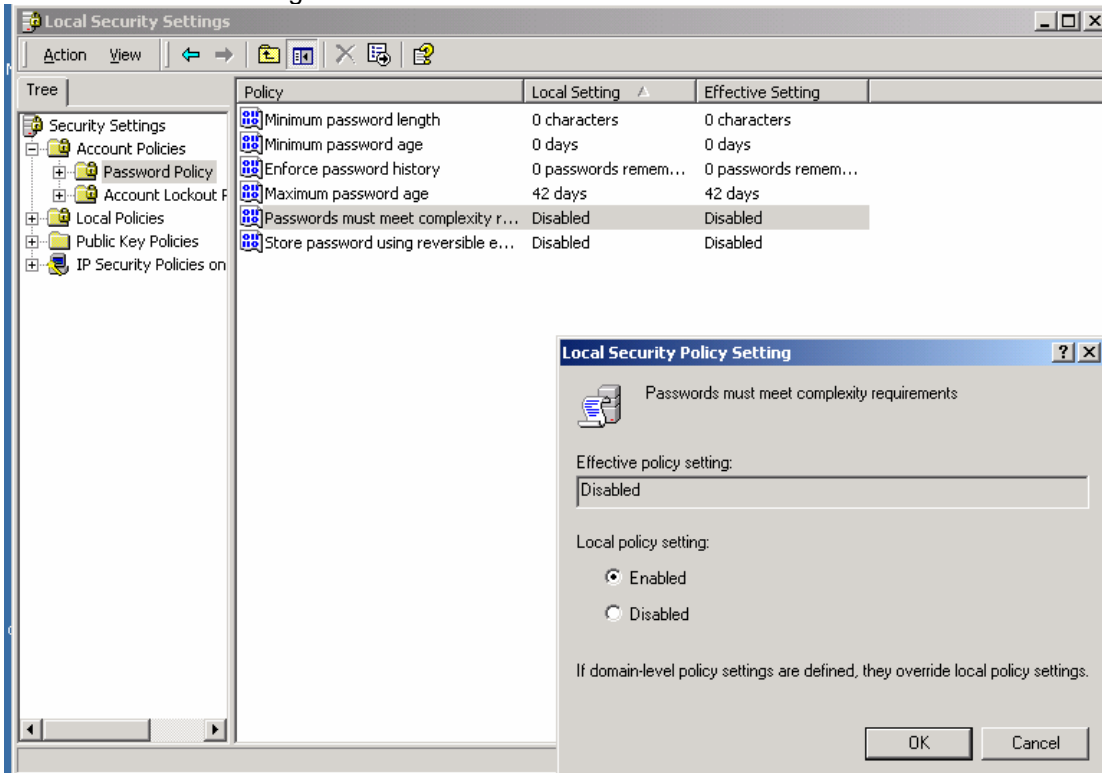 Local Security Settings
Action View
Tree
Policy Local Setting Effective Setting
Security Settings
Account Policies
Password Policy
Account Lockout P
Local Policies
Public Key Policies
IP Security Policies on
Minimum password length 0 characters 0 characters
Minimum password age 0 days 0 days
Enforce password history 0 passwords remem... 0 passwords remem...
Maximum password age 42 days 42 days
Passwords must meet complexity r... Disabled Disabled
Store password using reversible e... Disabled Disabled
Local Security Policy Setting
Passwords must meet complexity requirements
Effective policy setting:
Disabled
Local policy setting:
Enabled
Disabled
If domain-level policy settings are defined, they override local policy settings.
OK Cancel